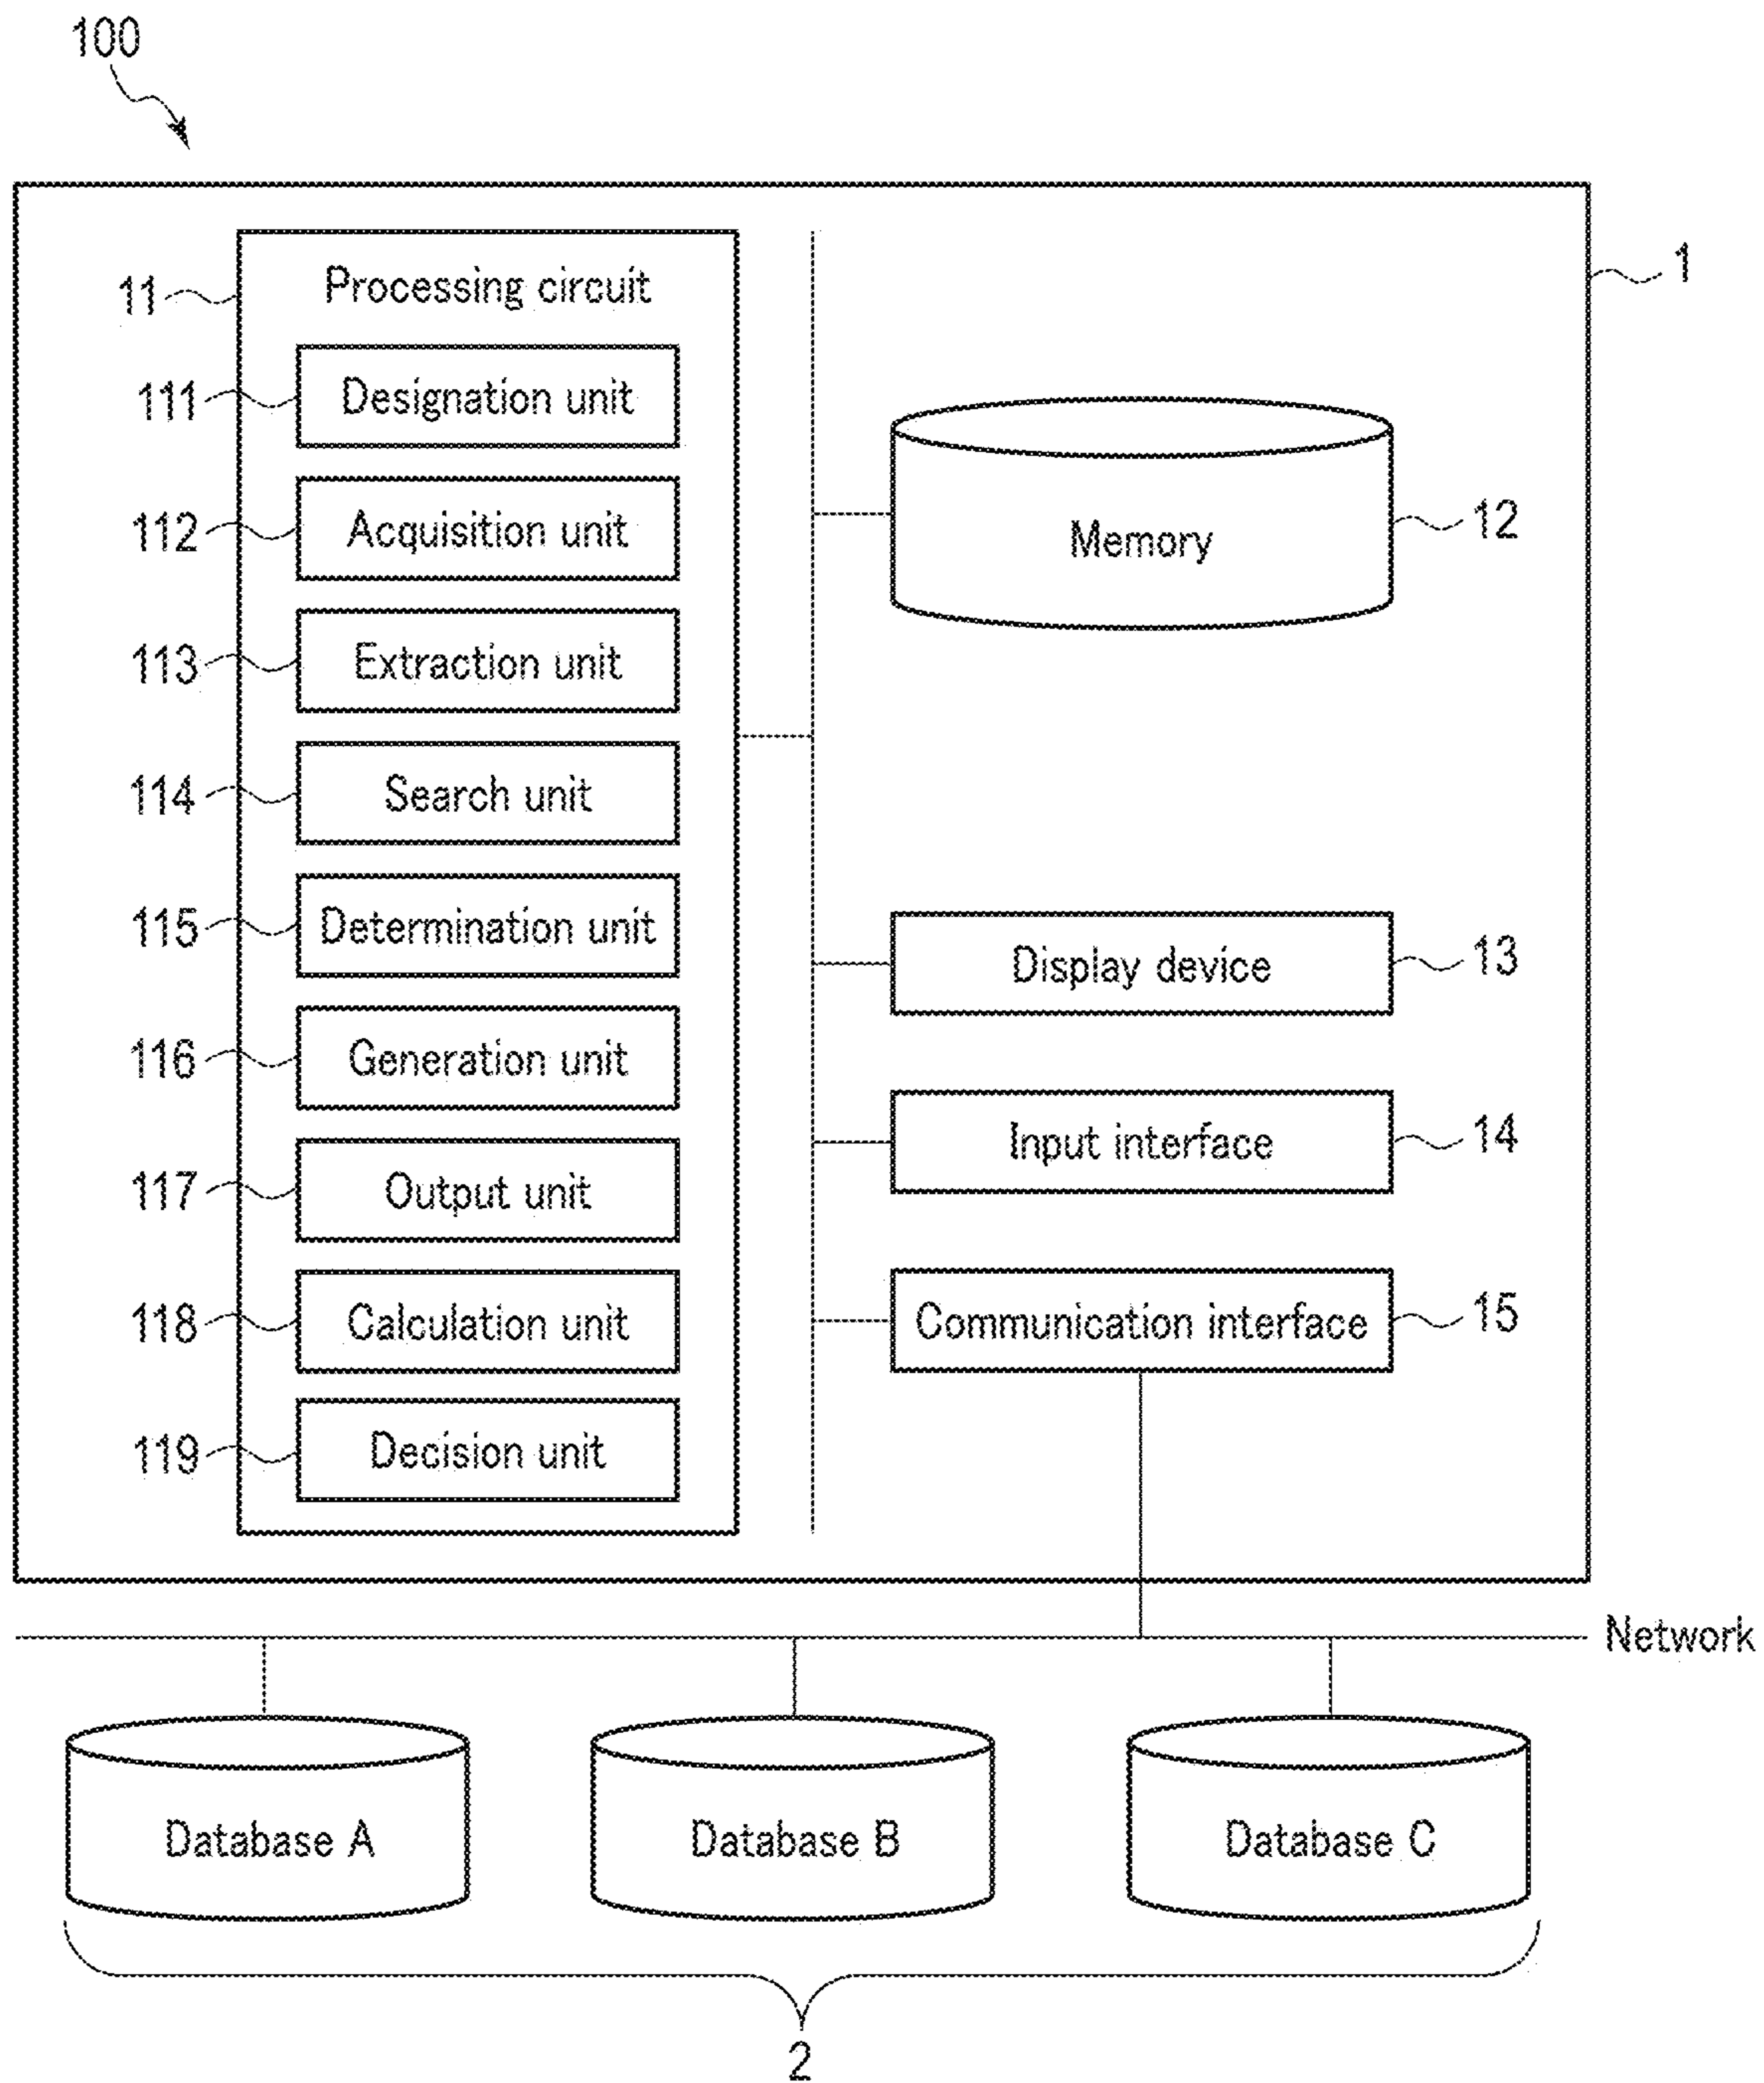 100
1
11
Processing circuit
111
Designation unit
112
Acquisition unit
113
Extraction unit
114
Search unit
115
Determination unit
116
Generation unit
117
Output unit
118
Calculation unit
119
Decision unit
Memory
12
Display device
13
Input interface
14
Communication interface
15
Network
Database A
Database B
Database C
2